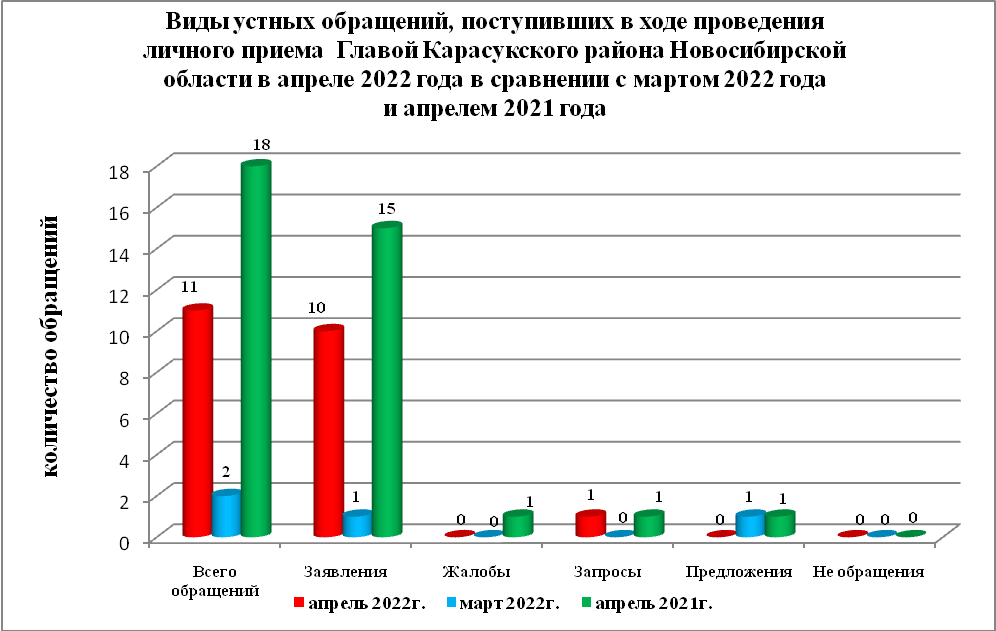 Виды устных обращений, поступивших в ходе проведения
личного приема Главой Карасукского района Новосибирской
области в апреле 2022 года в сравнении с мартом 2022 года
и апрелем 2021 года
количество обращений
18
16
14
12
10
8
6
4
2
0
11
2
18
10
1
15
0
0
1
1
0
1
0
1
1
0
0
0
Всего
обращений
Заявления
Жалобы
Запросы
Предложения
Не обращения
апрель 2022г.
март 2022г.
апрель 2021г.